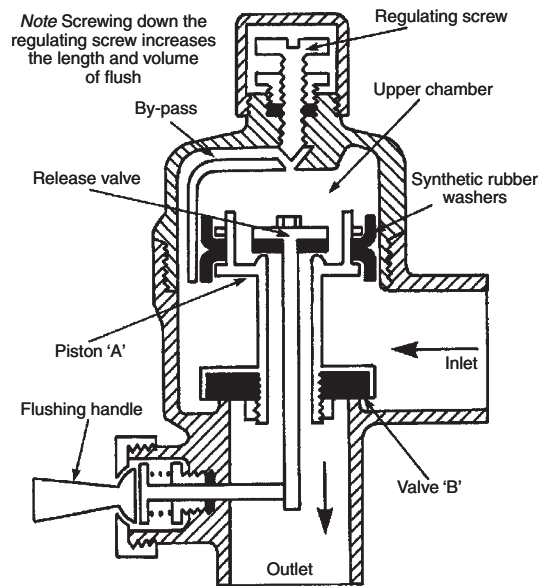 Note Screwing down the
regulating screw increases
the length and volume
of flush
Regulating screw
By-pass
Upper chamber
Release valve
Synthetic rubber
washers
Piston ‘A’
Inlet
Flushing handle
Valve ‘B’
Outlet